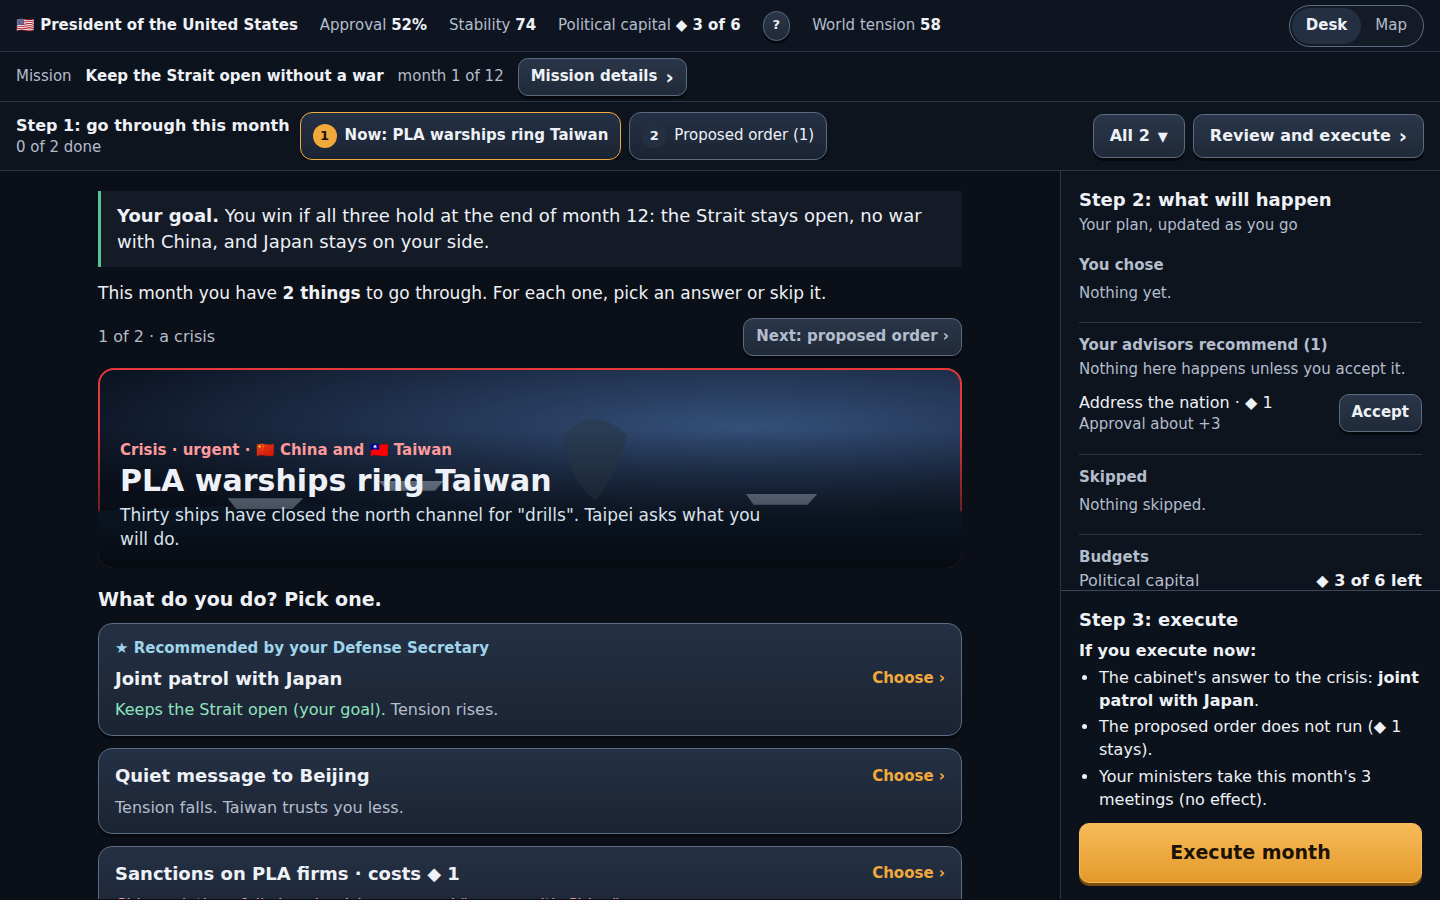 🇺🇸 President of the United States Approval 52% Stability 74 Political capital ◆ 3 of 6 ? World tension 58 Desk Map
Mission Keep the Strait open without a war month 1 of 12 Mission details ›
Step 1: go through this month
0 of 2 done
1 Now: PLA warships ring Taiwan
2 Proposed order (1)
All 2 ▼
Review and execute ›
Your goal. You win if all three hold at the end of month 12: the Strait stays open, no war
with China, and Japan stays on your side.
This month you have 2 things to go through. For each one, pick an answer or skip it.
1 of 2 · a crisis
Next: proposed order ›
Crisis · urgent · 🇨🇳 China and 🇹🇼 Taiwan
PLA warships ring Taiwan
Thirty ships have closed the north channel for "drills". Taipei asks what you
will do.
What do you do? Pick one.
★ Recommended by your Defense Secretary
Joint patrol with Japan Choose ›
Keeps the Strait open (your goal). Tension rises.
Quiet message to Beijing Choose ›
Tension falls. Taiwan trusts you less.
Sanctions on PLA firms · costs ◆ 1 Choose ›
Step 2: what will happen
Your plan, updated as you go
You chose
Nothing yet.
Your advisors recommend (1)
Nothing here happens unless you accept it.
Address the nation · ◆ 1
Approval about +3
Accept
Skipped
Nothing skipped.
Budgets
Political capital ◆ 3 of 6 left
Step 3: execute
If you execute now:
• The cabinet's answer to the crisis: joint
patrol with Japan.
• The proposed order does not run (◆ 1
stays).
• Your ministers take this month's 3
meetings (no effect).
Execute month